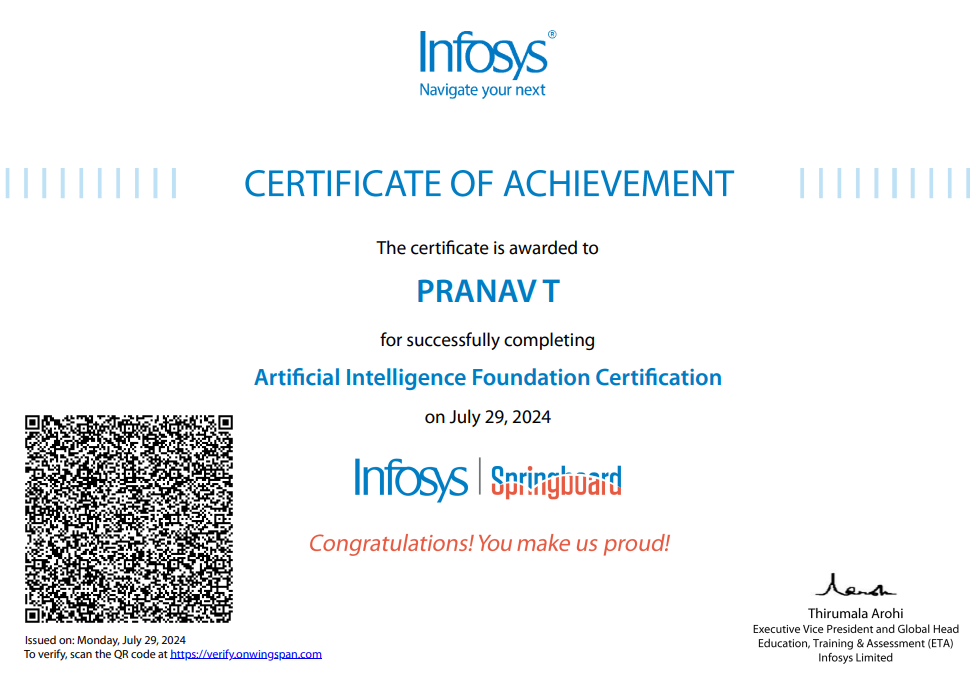 Infosys®
Navigate your next
CERTIFICATE OF ACHIEVEMENT
The certificate is awarded to
PRANAV T
for successfully completing
Artificial Intelligence Foundation Certification
on July 29, 2024
Infosys | Springboard
Congratulations! You make us proud!
Thirumala Arohi
Executive Vice President and Global Head
Education, Training & Assessment (ETA)
Infosys Limited
Issued on: Monday, July 29, 2024
To verify, scan the QR code at https://verify.onwingspan.com